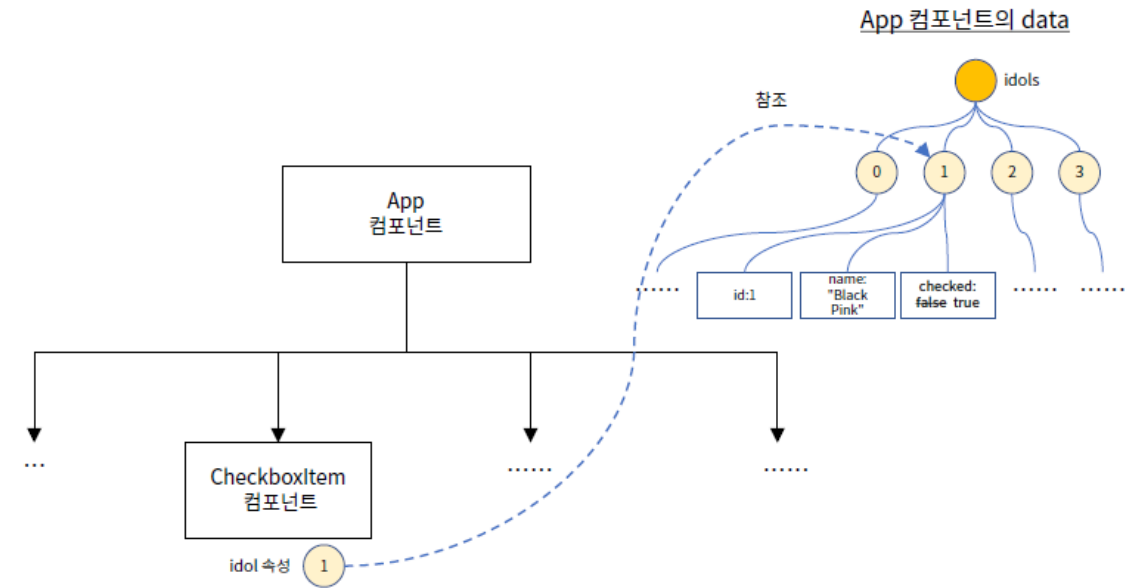 App 컴포넌트의 data
idols
참조
0
1
2
3
App
컴포넌트
......
id:1
name:
"Black
Pink"
checked:
false true
......
......
...
CheckboxItem
컴포넌트
......
......
idol 속성
1